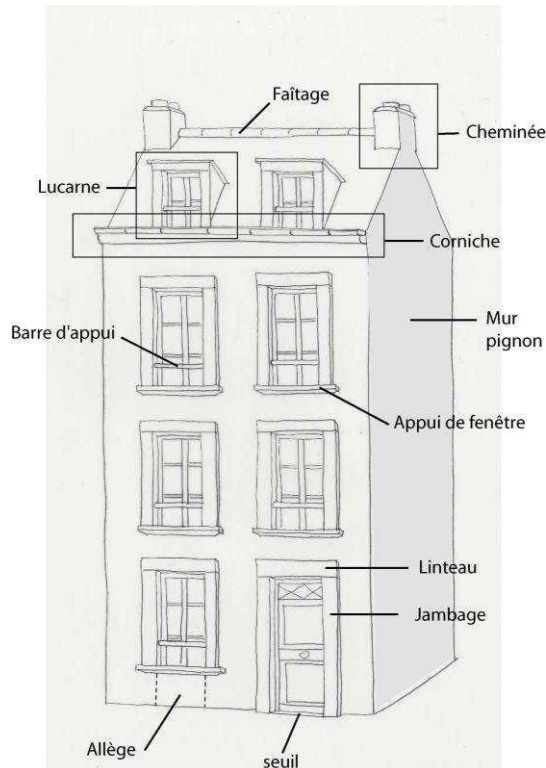 Faîtage
Cheminée
Lucarne
Corniche
Mur
pignon
Barre d'appui
Appui de fenêtre
Linteau
Jambage
Allège
seuil